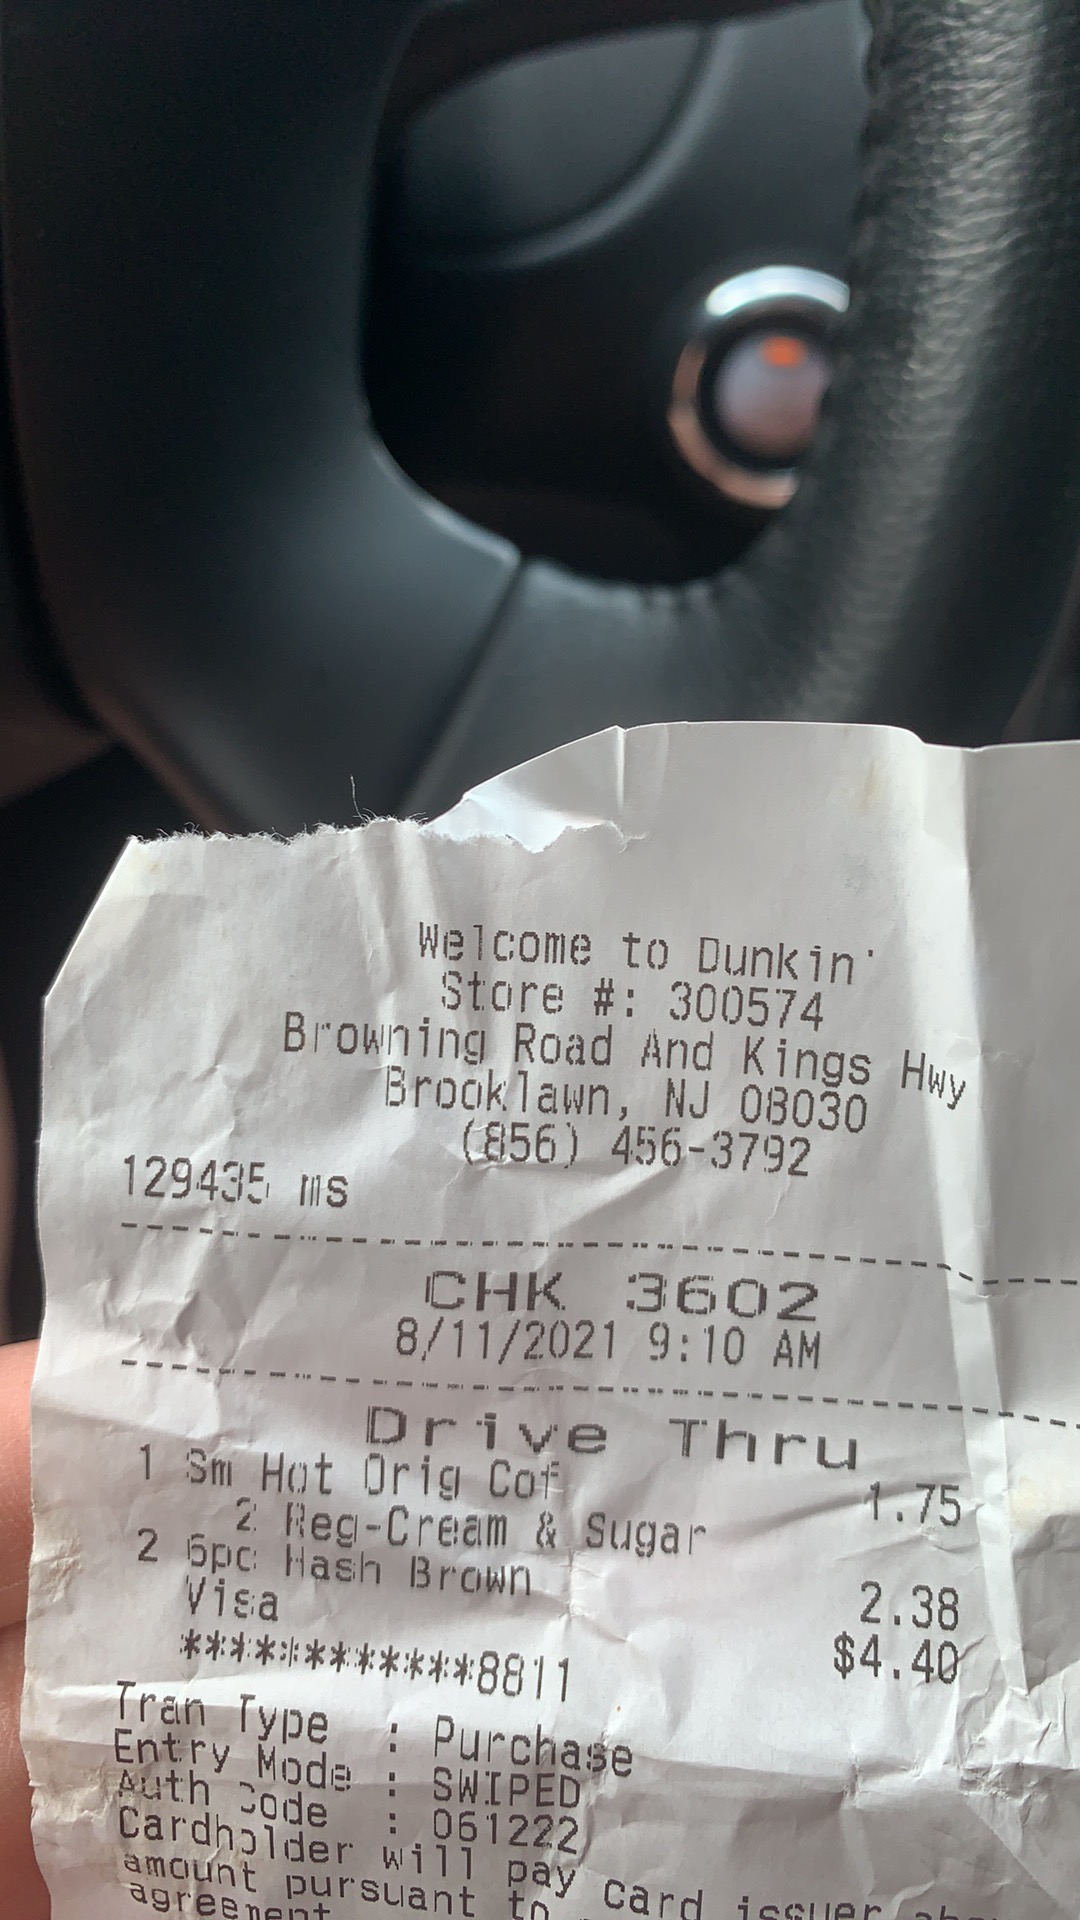 Welcome to Dunkin'
Store #: 300574
Browning Road And Kings Hwy
Brooklawn, NJ 08030
(856) 456-3792
129435 ms
CHK 3602
8/11/2021 9:10 AM
Drive Thru
1 Sm Hot Orig Cof 1.75
2 Reg-Cream & Sugar
2 6pc Hash Brown 2.38
Visa $4.40
************8811
Tran Type : Purchase
Entry Mode : SWIPED
Auth Code : 061222
Cardholder will pay card issuer
amount pursuant to
agreement